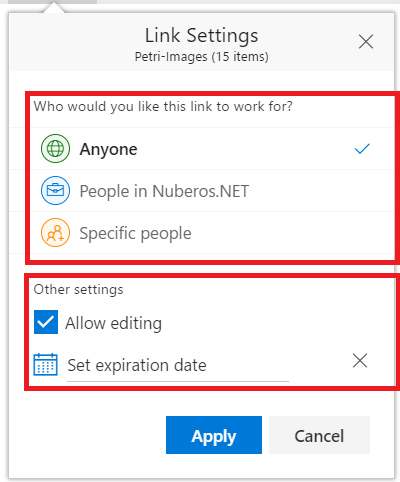 Link Settings
Petri-Images (15 items)
Who would you like this link to work for?
Anyone
People in Nuberos.NET
Specific people
Other settings
Allow editing
Set expiration date
Apply
Cancel